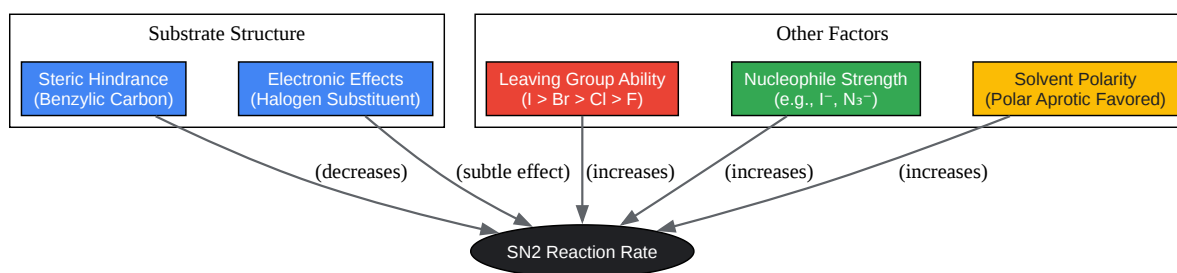 Substrate Structure
Other Factors
Steric Hindrance
(Benzylic Carbon)
Electronic Effects
(Halogen Substituent)
Leaving Group Ability
(I > Br > Cl > F)
Nucleophile Strength
(e.g., I⁻, N₃⁻)
Solvent Polarity
(Polar Aprotic Favored)
(decreases)
(subtle effect)
(increases)
(increases)
(increases)
SN2 Reaction Rate